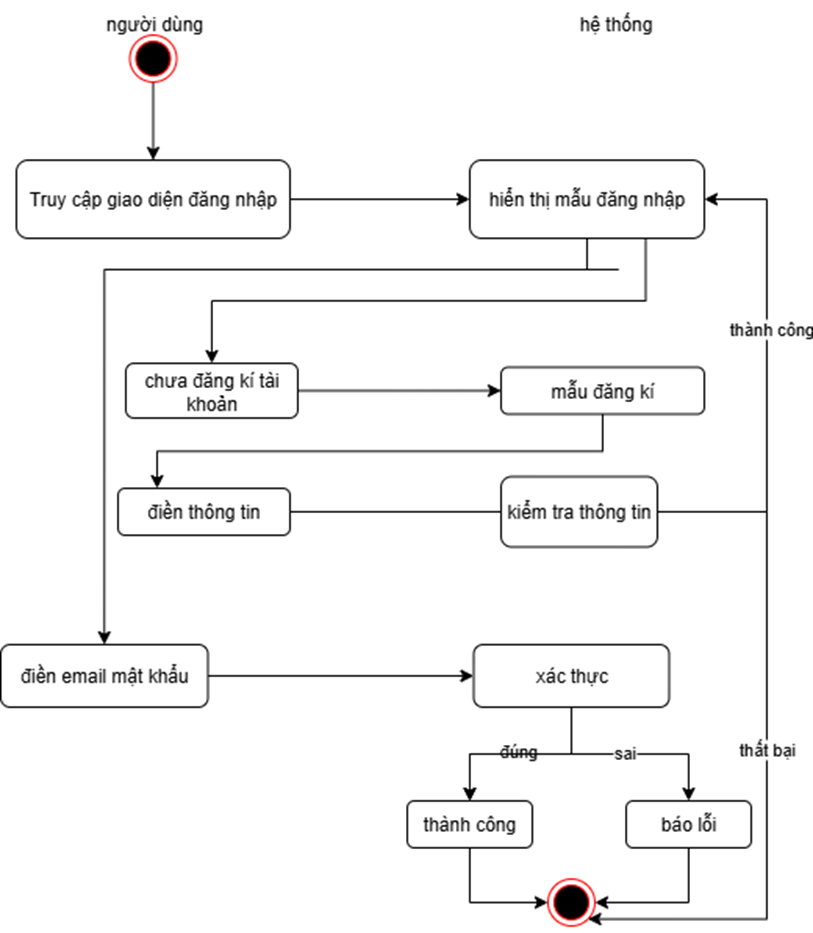 người dùng
hệ thống
Truy cập giao diện đăng nhập
hiển thị mẫu đăng nhập
thành công
chưa đăng kí tài
khoản
mẫu đăng kí
điền thông tin
kiểm tra thông tin
điền email mật khẩu
xác thực
đúng
sai
thất bại
thành công
báo lỗi